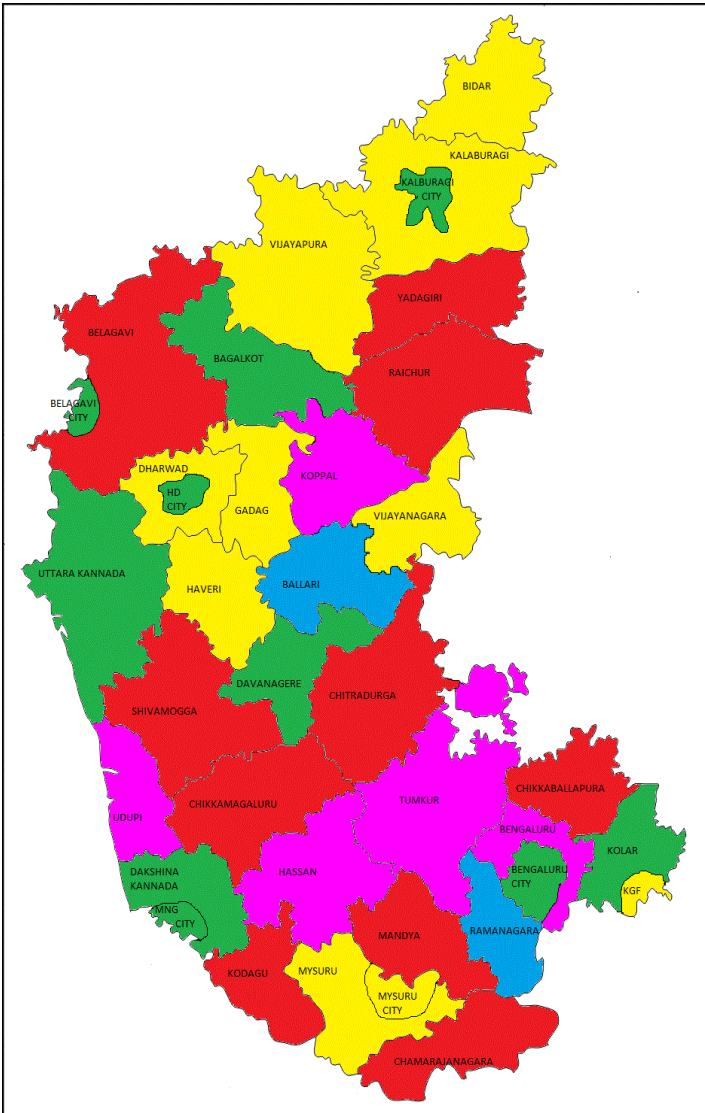 BIDAR
KALABURAGI
KALBURAGI
CITY
VIJAYAPURA
YADAGIRI
BELAGAVI
BAGALKOT
RAICHUR
BELAGAVI
CITY
DHARWAD
KOPPAL
HD
CITY
GADAG
VIJAYANAGARA
UTTARA KANNADA
HAVERI
BALLARI
DAVANAGERE
CHITRADURGA
SHIVAMOGGA
CHIKKABALLAPURA
CHIKKAMAGALURU
TUMKUR
UDUPI
BENGALURU
KOLAR
DAKSHINA
KANNADA
HASSAN
BENGALURU
CITY
KGF
MNG
CITY
MANDYA
RAMANAGARA
KODAGU
MYSURU
MYSURU
CITY
CHAMARAJANAGARA